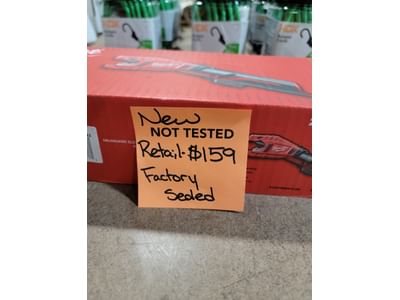 New
NOT TESTED
Retail-$159
Factory
Sealed